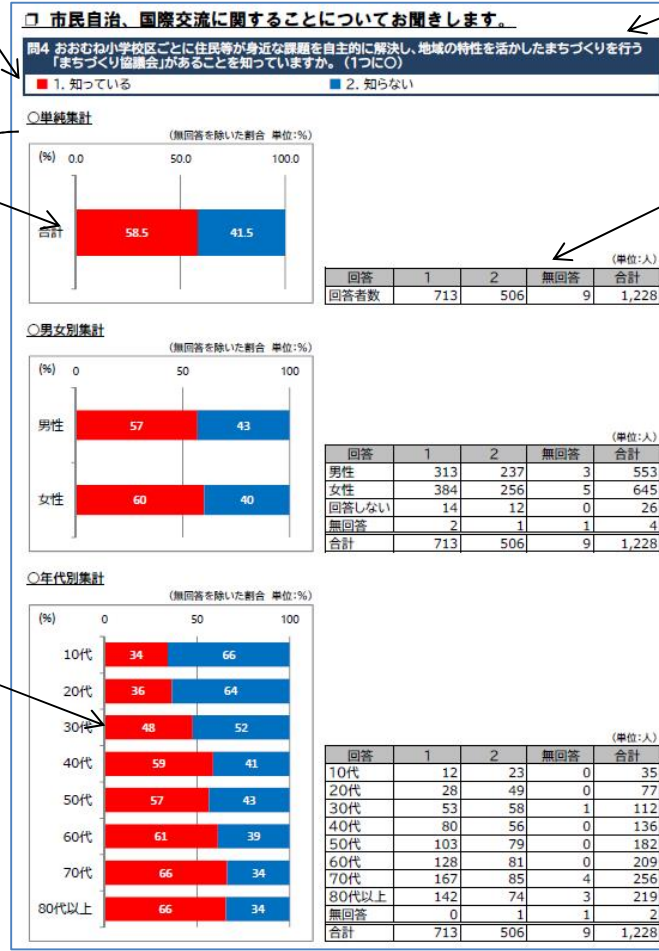 ❐ 市民自治、国際交流に関することについてお聞きします。
問4 おおむね小学校区ごとに住民等が身近な課題を自主的に解決し、地域の特性を活かしたまちづくりを行う
「まちづくり協議会」があることを知っていますか。(1つに○)
■ 1. 知っている ■ 2. 知らない
○単純集計
(無回答を除いた割合 単位:%)
(%) 0.0 50.0 100.0
合計 58.5 41.5
(単位:人)
回答 1 2 無回答 合計
回答者数 713 506 9 1,228
○男女別集計
(無回答を除いた割合 単位:%)
(%) 0 50 100
男性 57 43
女性 60 40
(単位:人)
回答 1 2 無回答 合計
男性 313 237 3 553
女性 384 256 5 645
回答しない 14 12 0 26
無回答 2 1 1 4
合計 713 506 9 1,228
○年代別集計
(無回答を除いた割合 単位:%)
(%) 0 50 100
10代 34 66
20代 36 64
30代 48 52
40代 59 41
50代 57 43
60代 61 39
70代 66 34
80代以上 66 34
(単位:人)
回答 1 2 無回答 合計
10代 12 23 0 35
20代 28 49 0 77
30代 53 58 1 112
40代 80 56 0 136
50代 103 79 0 182
60代 128 81 0 209
70代 167 85 4 256
80代以上 142 74 3 219
無回答 0 1 1 2
合計 713 506 9 1,228